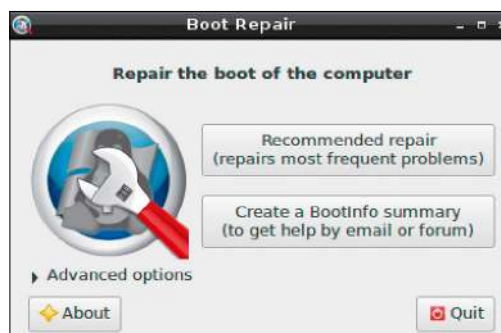 Boot Repair
Repair the boot of the computer
Recommended repair
(repairs most frequent problems)
Create a BootInfo summary
(to get help by email or forum)
Advanced options
About
Quit